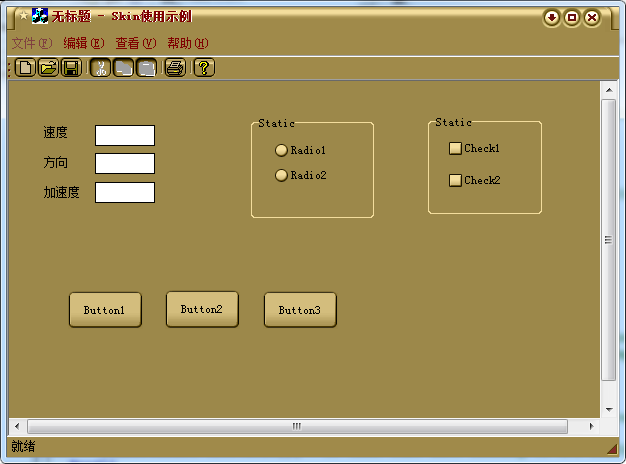 无标题 - Skin使用示例
文件(F) 编辑(E) 查看(V) 帮助(H)
速度
方向
加速度
Static
Radio1
Radio2
Static
Check1
Check2
Button1 Button2 Button3
就绪